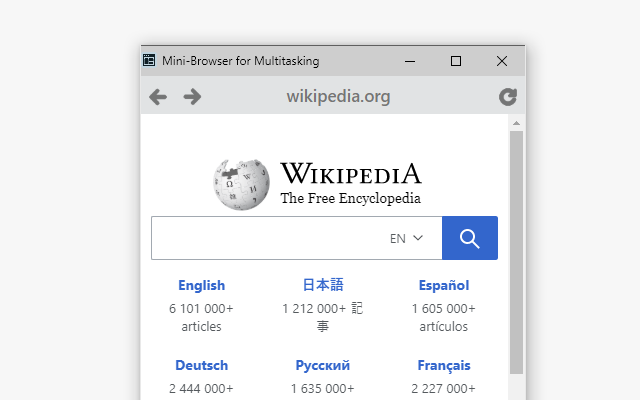 Mini-Browser for Multitasking
wikipedia.org
WIKIPEDIA
The Free Encyclopedia
EN
English 日本語 Español
6 101 000+ 1 212 000+ 記 1 605 000+
articles 事 artículos
Deutsch Русский Français
2 444 000+ 1 635 000+ 2 227 000+